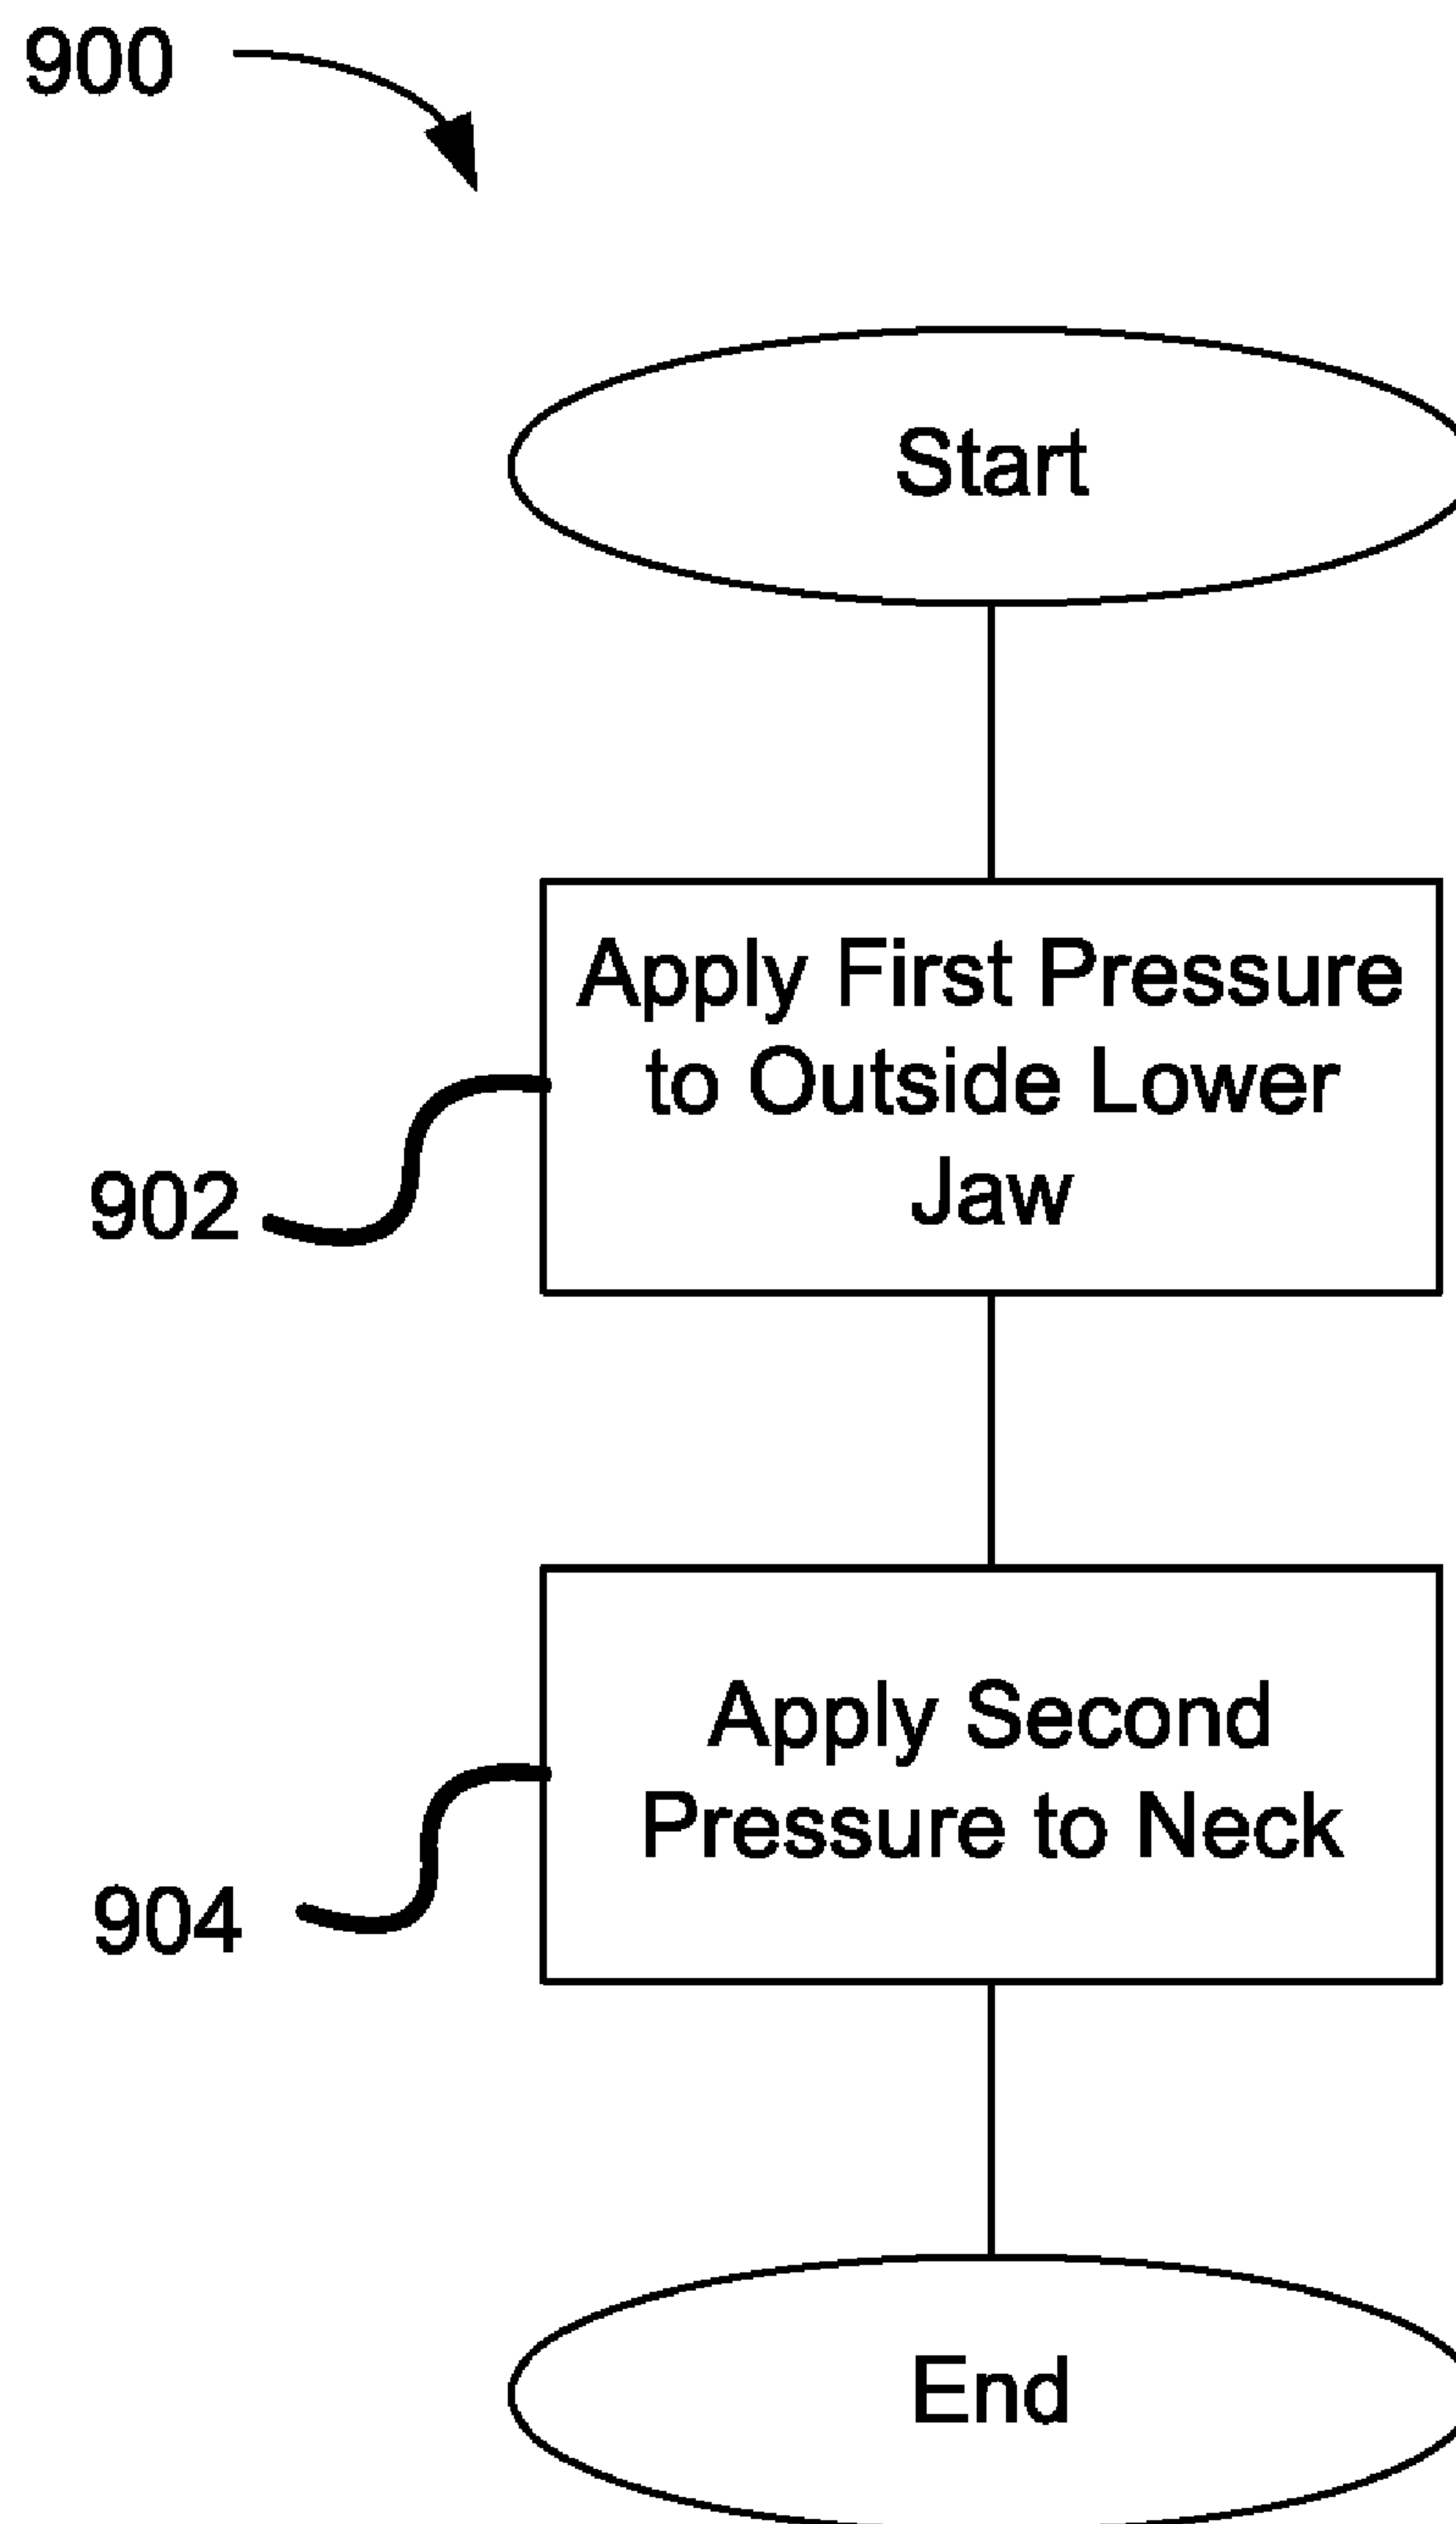 900
Start
Apply First Pressure
to Outside Lower
Jaw
902
Apply Second
Pressure to Neck
904
End